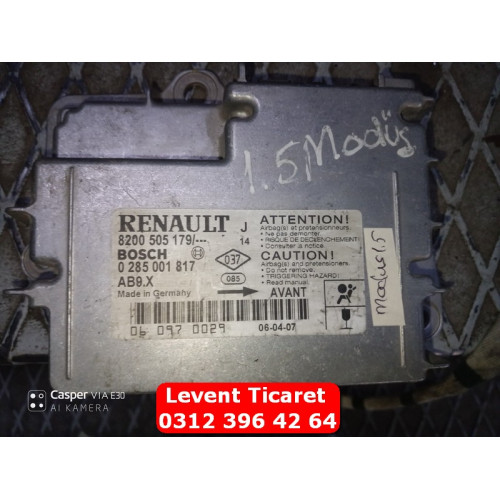 1.5 Modüs
RENAULT J
8200 505 179/--- 14
BOSCH
0 285 001 817 037
AB9.X 085
Made in Germany
ATTENTION!
Airbag(s) et pretensionneurs.
• Ne pas demonter.
• RISQUE DE DECLENCHEMENT!
• Consulter la notice
CAUTION!
Airbag(s) and pretensioners.
• Do not remove.
• TRIGGERING HAZARD!
• Read manual
AVANT
06 097 0029
06-04-07
Modus 1.5
Casper VIA E30
AI KAMERA
Levent Ticaret
0312 396 42 64